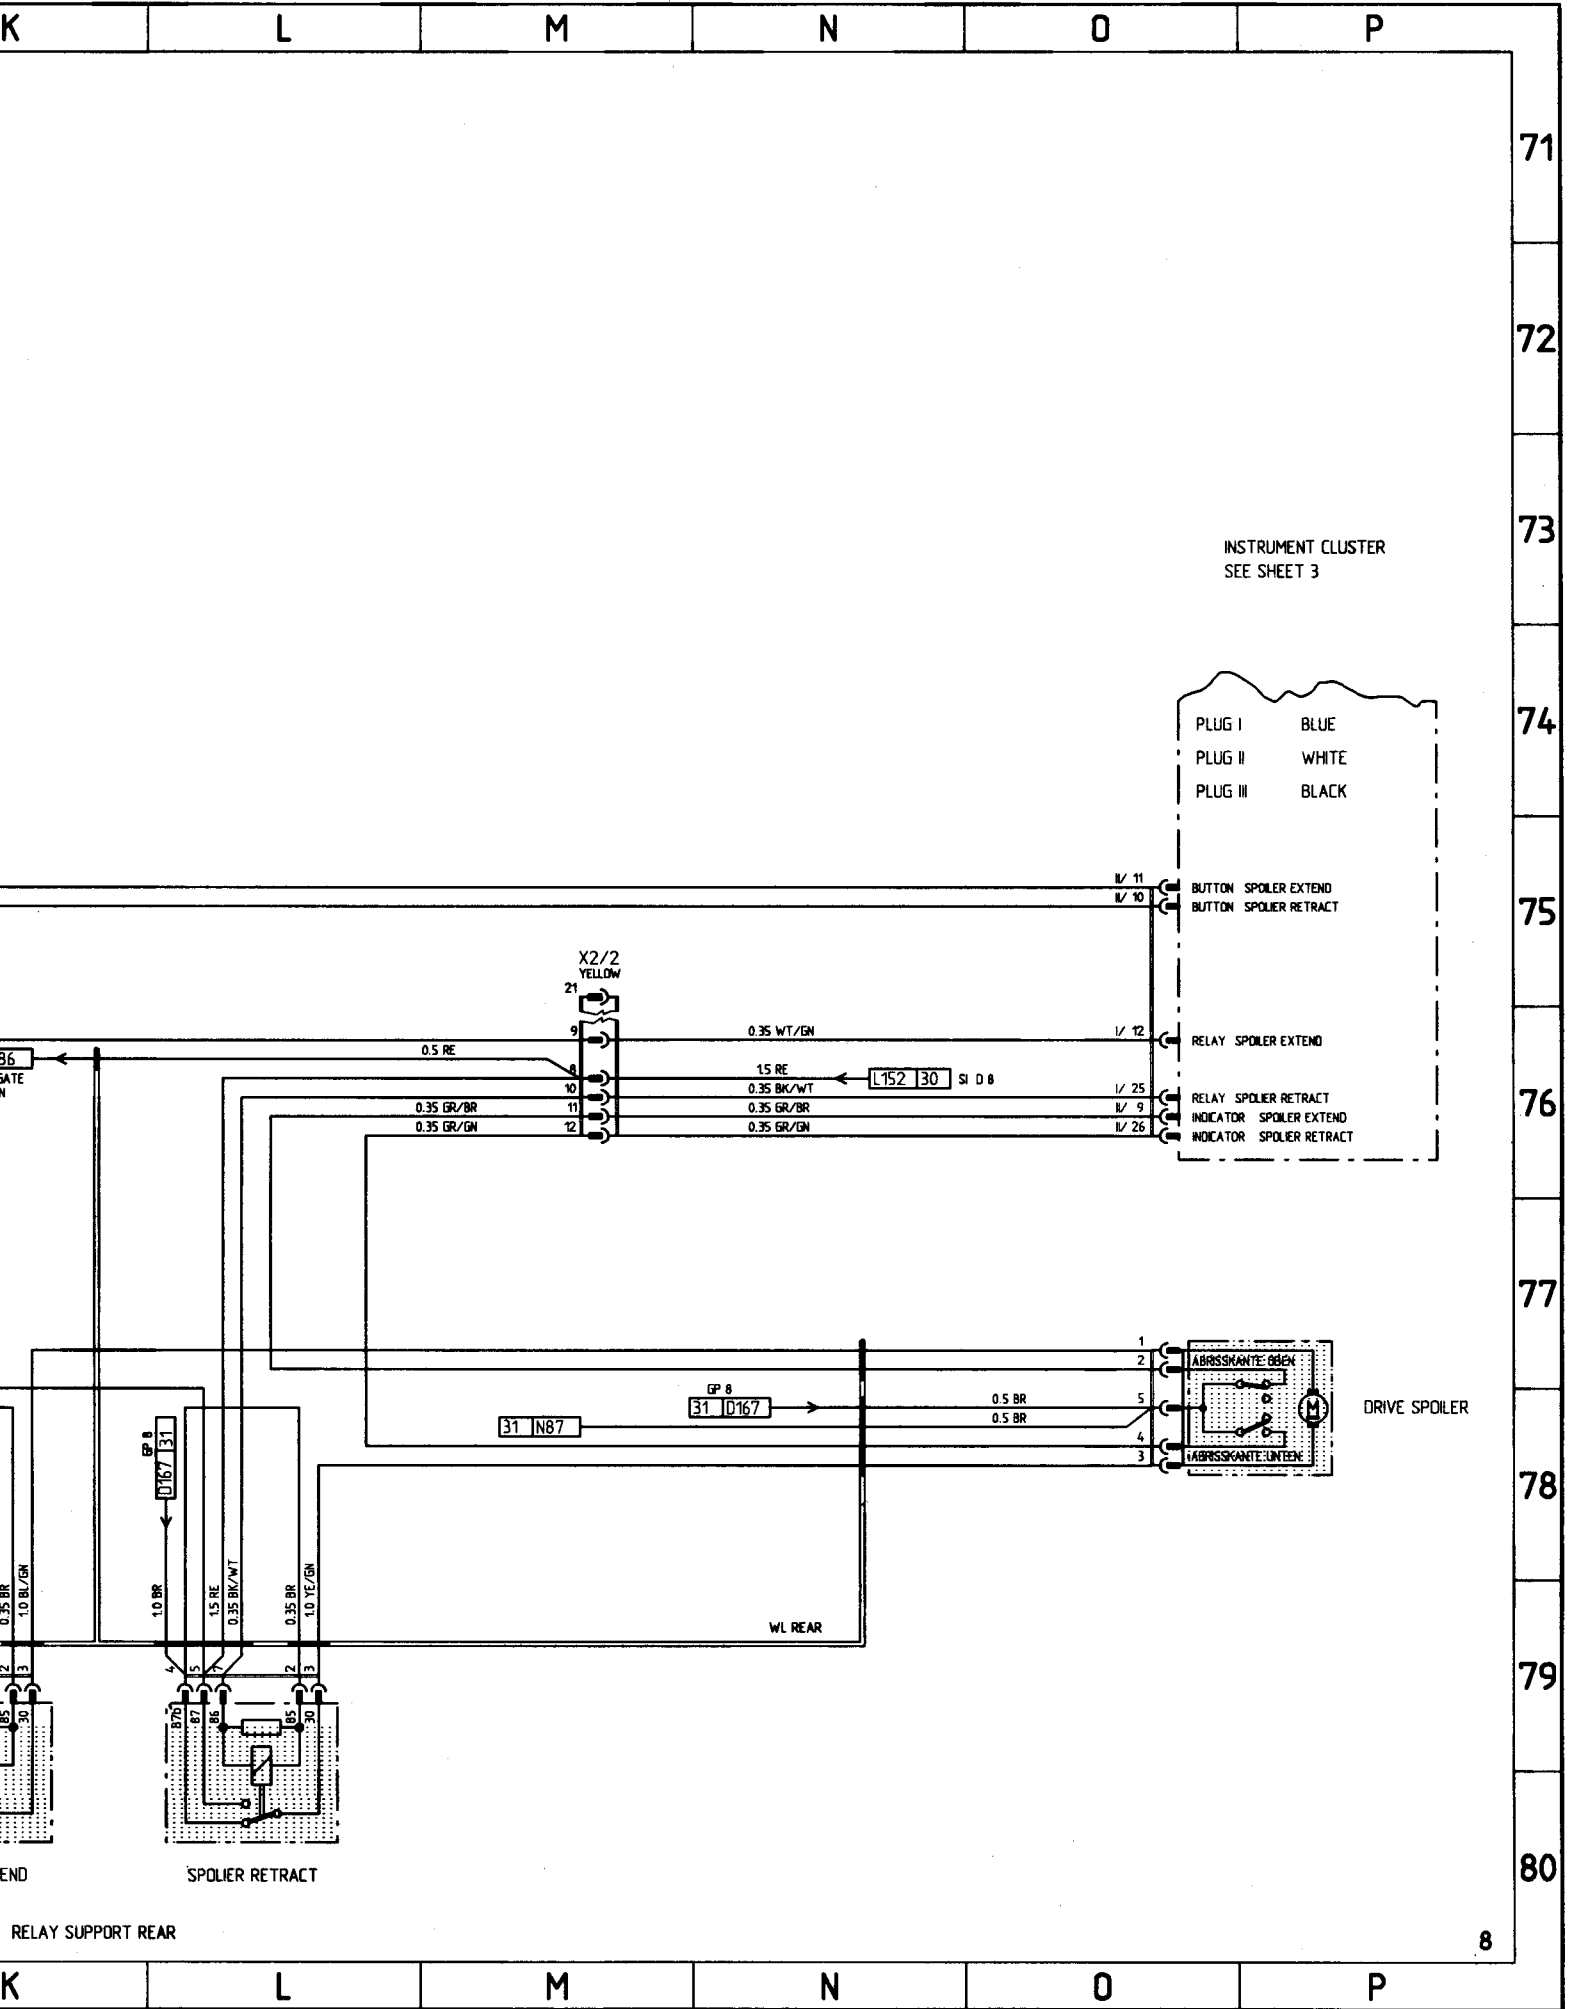 K L M N O P
71
72
73
INSTRUMENT CLUSTER
SEE SHEET 3
74
PLUG I BLUE
PLUG II WHITE
PLUG III BLACK
II/ 11 BUTTON SPOILER EXTEND
II/ 10 BUTTON SPOLIER RETRACT
75
X2/2
YELLOW
21
9 0.35 WT/GN I/ 12 RELAY SPOILER EXTEND
86 0.5 RE
GATE
N
8 1.5 RE L152 30 SI D 8
10 0.35 BK/WT I/ 25 RELAY SPOLIER RETRACT
76
0.35 GR/BR 11 0.35 GR/BR II/ 9 INDICATOR SPOLIER EXTEND
0.35 GR/GN 12 0.35 GR/GN II/ 26 INDICATOR SPOLIER RETRACT
77
1
2 ABRISSKANTE OBEN
GP 8
31 D167 0.5 BR 5
31 N87 0.5 BR
M
DRIVE SPOILER
4
3 ABRISSKANTE UNTEN
GP 8
D167 31
78
0.35 BR
1.0 BL/GN
1.0 BR
1.5 RE
0.35 BK/WT
0.35 BR
1.0 YE/GN
WL REAR
79
2 3 4 5 7 2 3
85 30 87b 87 86 85 30
80
END SPOLIER RETRACT
RELAY SUPPORT REAR
8
K L M N O P